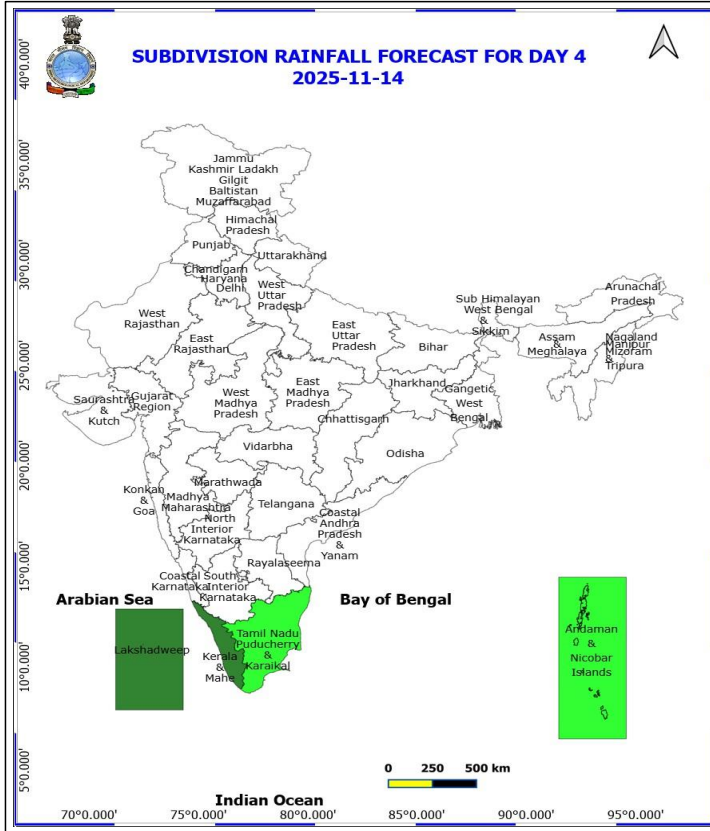 SUBDIVISION RAINFALL FORECAST FOR DAY 4
2025-11-14
40°0.000'
35°0.000'
30°0.000'
25°0.000'
20°0.000'
15°0.000'
10°0.000'
5°0.000'
Jammu
Kashmir Ladakh
Gilgit
Baltistan
Muzaffarabad
Himachal
Pradesh
Punjab
Uttarakhand
Chandigarh
Haryana
Delhi
West
Uttar
Pradesh
Arunachal
Pradesh
Sub Himalayan
West Bengal
&
Sikkim
West
Rajasthan
East
Rajasthan
East
Uttar
Pradesh
Bihar
Assam
&
Meghalaya
Nagaland
Manipur
Mizoram
&
Tripura
Saurashtra
&
Kutch
Gujarat
Region
West
Madhya
Pradesh
East
Madhya
Pradesh
Jharkhand
Gangetic
West
Bengal
Chhattisgarh
Vidarbha
Odisha
Konkan
&
Goa
Marathwada
Madhya
Maharashtra
Telangana
North
Interior
Karnataka
Coastal
Andhra
Pradesh
&
Yanam
Rayalaseema
Coastal
Karnataka
South
Interior
Karnataka
Arabian Sea
Bay of Bengal
Lakshadweep
Kerala
&
Mahe
Tamil Nadu
Puducherry
&
Karaikal
Andaman
&
Nicobar
Islands
0 250 500 km
Indian Ocean
70°0.000' 75°0.000' 80°0.000' 85°0.000' 90°0.000' 95°0.000'